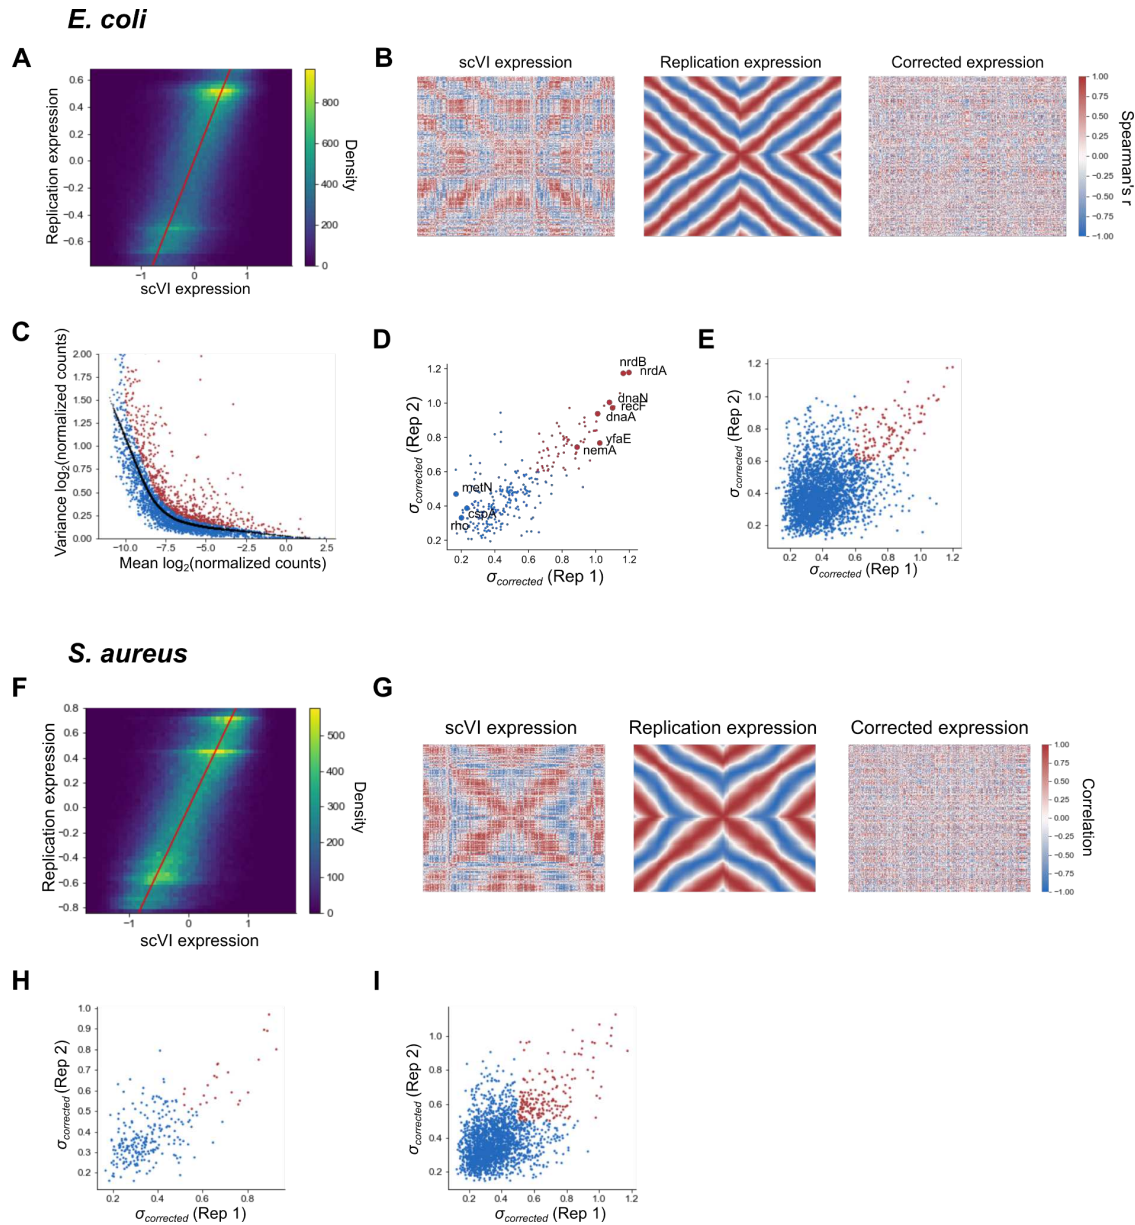 E. coli
A
B
scVI expression
Replication expression
Corrected expression
Replication expression
0.6
0.4
0.2
0.0
−0.2
−0.4
−0.6
−1
0
1
scVI expression
800
600
400
200
0
Density
1.00
0.75
0.50
0.25
0.00
−0.25
−0.50
−0.75
−1.00
Spearman's r
C
Variance log2(normalized counts)
2.00
1.75
1.50
1.25
1.00
0.75
0.50
0.25
0.00
−10.0
−7.5
−5.0
−2.5
0.0
2.5
Mean log2(normalized counts)
D
σcorrected (Rep 2)
1.2
1.0
0.8
0.6
0.4
0.2
nrdB
nrdA
dnaN
recF
dnaA
yfaE
nemA
metN
cspA
rho
0.2
0.4
0.6
0.8
1.0
1.2
σcorrected (Rep 1)
E
σcorrected (Rep 2)
1.2
1.0
0.8
0.6
0.4
0.2
0.2
0.4
0.6
0.8
1.0
1.2
σcorrected (Rep 1)
S. aureus
F
Replication expression
0.8
0.6
0.4
0.2
0.0
−0.2
−0.4
−0.6
−0.8
−1
0
1
scVI expression
500
400
300
200
100
0
Density
G
scVI expression
Replication expression
Corrected expression
1.00
0.75
0.50
0.25
0.00
−0.25
−0.50
−0.75
−1.00
Correlation
H
σcorrected (Rep 2)
1.0
0.9
0.8
0.7
0.6
0.5
0.4
0.3
0.2
0.2
0.4
0.6
0.8
σcorrected (Rep 1)
I
σcorrected (Rep 2)
1.0
0.8
0.6
0.4
0.2
0.2
0.4
0.6
0.8
1.0
1.2
σcorrected (Rep 1)